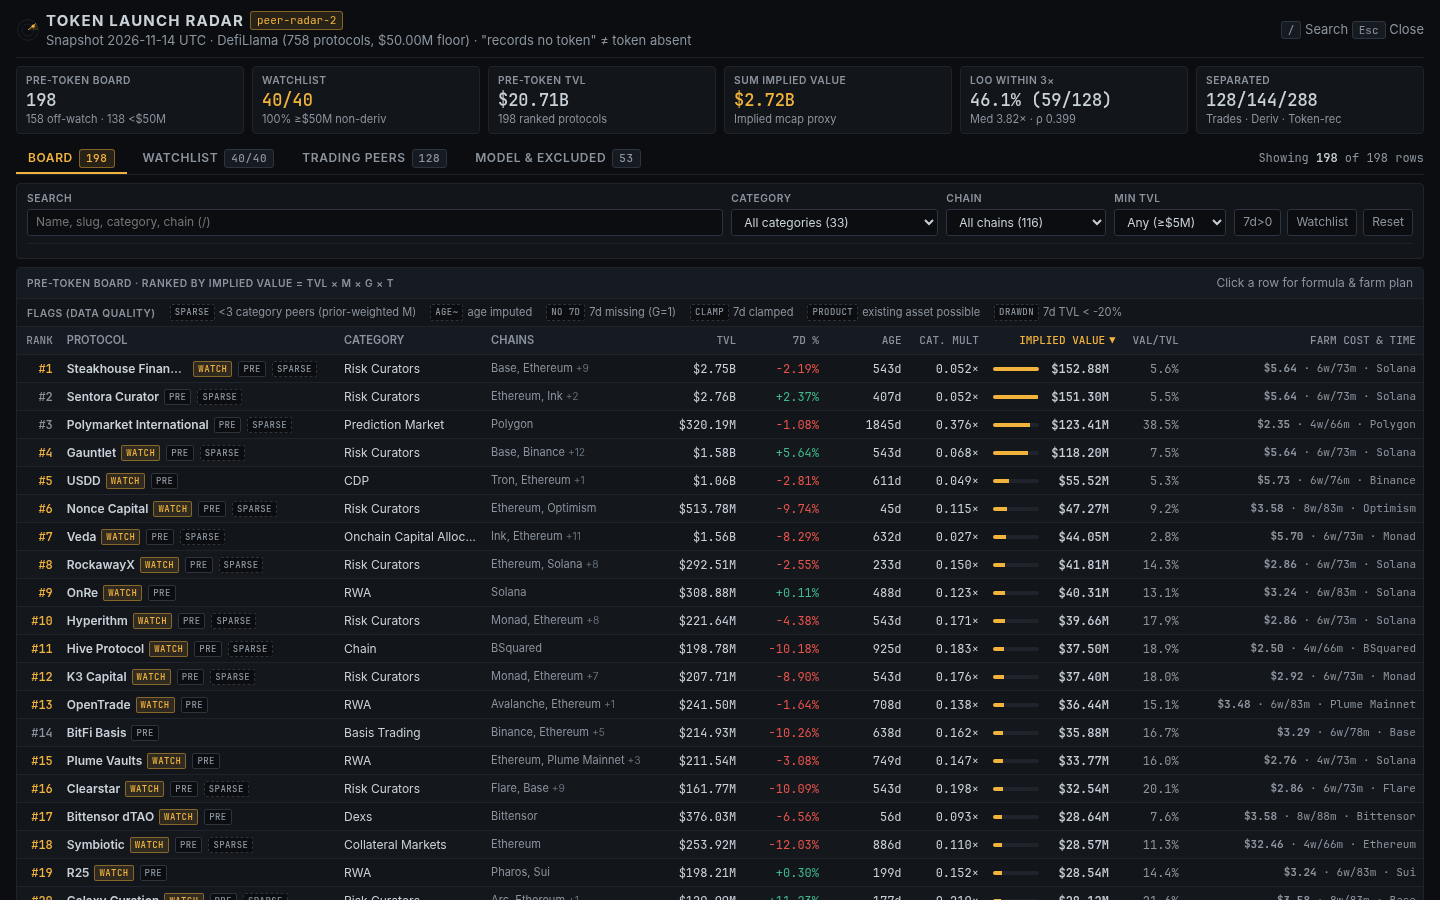 TOKEN LAUNCH RADAR peer-radar-2
Snapshot 2026-11-14 UTC · DefiLlama (758 protocols, $50.00M floor) · "records no token" ≠ token absent
/ Search Esc Close
PRE-TOKEN BOARD
198
158 off-watch · 138 <$50M
WATCHLIST
40/40
100% ≥$50M non-deriv
PRE-TOKEN TVL
$20.71B
198 ranked protocols
SUM IMPLIED VALUE
$2.72B
Implied mcap proxy
LOO WITHIN 3×
46.1% (59/128)
Med 3.82× · ρ 0.399
SEPARATED
128/144/288
Trades · Deriv · Token-rec
BOARD 198 WATCHLIST 40/40 TRADING PEERS 128 MODEL & EXCLUDED 53 Showing 198 of 198 rows
SEARCH CATEGORY CHAIN MIN TVL
Name, slug, category, chain (/) All categories (33) All chains (116) Any (≥$5M) 7d>0 Watchlist Reset
PRE-TOKEN BOARD · RANKED BY IMPLIED VALUE = TVL × M × G × T Click a row for formula & farm plan
FLAGS (DATA QUALITY) SPARSE <3 category peers (prior-weighted M) AGE~ age imputed NO 7D 7d missing (G=1) CLAMP 7d clamped PRODUCT existing asset possible DRAWDN 7d TVL < -20%
RANK PROTOCOL CATEGORY CHAINS TVL 7D % AGE CAT. MULT IMPLIED VALUE ▼ VAL/TVL FARM COST & TIME
#1 Steakhouse Finan... WATCH PRE SPARSE Risk Curators Base, Ethereum +9 $2.75B -2.19% 543d 0.052× $152.88M 5.6% $5.64 · 6w/73m · Solana
#2 Sentora Curator PRE SPARSE Risk Curators Ethereum, Ink +2 $2.76B +2.37% 407d 0.052× $151.30M 5.5% $5.64 · 6w/73m · Solana
#3 Polymarket International PRE SPARSE Prediction Market Polygon $320.19M -1.08% 1845d 0.376× $123.41M 38.5% $2.35 · 4w/66m · Polygon
#4 Gauntlet WATCH PRE SPARSE Risk Curators Base, Binance +12 $1.58B +5.64% 543d 0.068× $118.20M 7.5% $5.64 · 6w/73m · Solana
#5 USDD WATCH PRE CDP Tron, Ethereum +1 $1.06B -2.81% 611d 0.049× $55.52M 5.3% $5.73 · 6w/76m · Binance
#6 Nonce Capital WATCH PRE SPARSE Risk Curators Ethereum, Optimism $513.78M -9.74% 45d 0.115× $47.27M 9.2% $3.58 · 8w/83m · Optimism
#7 Veda WATCH PRE SPARSE Onchain Capital Alloc... Ink, Ethereum +11 $1.56B -8.29% 632d 0.027× $44.05M 2.8% $5.70 · 6w/73m · Monad
#8 RockawayX WATCH PRE SPARSE Risk Curators Ethereum, Solana +8 $292.51M -2.55% 233d 0.150× $41.81M 14.3% $2.86 · 6w/73m · Solana
#9 OnRe WATCH PRE RWA Solana $308.88M +0.11% 488d 0.123× $40.31M 13.1% $3.24 · 6w/83m · Solana
#10 Hyperithm WATCH PRE SPARSE Risk Curators Monad, Ethereum +8 $221.64M -4.38% 543d 0.171× $39.66M 17.9% $2.86 · 6w/73m · Solana
#11 Hive Protocol WATCH PRE SPARSE Chain BSquared $198.78M -10.18% 925d 0.183× $37.50M 18.9% $2.50 · 4w/66m · BSquared
#12 K3 Capital WATCH PRE SPARSE Risk Curators Monad, Ethereum +7 $207.71M -8.90% 543d 0.176× $37.40M 18.0% $2.92 · 6w/73m · Monad
#13 OpenTrade WATCH PRE RWA Avalanche, Ethereum +1 $241.50M -1.64% 708d 0.138× $36.44M 15.1% $3.48 · 6w/83m · Plume Mainnet
#14 BitFi Basis PRE Basis Trading Binance, Ethereum +5 $214.93M -10.26% 638d 0.162× $35.88M 16.7% $3.29 · 6w/78m · Base
#15 Plume Vaults WATCH PRE RWA Ethereum, Plume Mainnet +3 $211.54M -3.08% 749d 0.147× $33.77M 16.0% $2.76 · 4w/73m · Solana
#16 Clearstar WATCH PRE SPARSE Risk Curators Flare, Base +9 $161.77M -10.09% 543d 0.198× $32.54M 20.1% $2.86 · 6w/73m · Flare
#17 Bittensor dTAO WATCH PRE Dexs Bittensor $376.03M -6.56% 56d 0.093× $28.64M 7.6% $3.58 · 8w/88m · Bittensor
#18 Symbiotic WATCH PRE SPARSE Collateral Markets Ethereum $253.92M -12.03% 886d 0.110× $28.57M 11.3% $32.46 · 4w/66m · Ethereum
#19 R25 WATCH PRE RWA Pharos, Sui $198.21M +0.30% 199d 0.152× $28.54M 14.4% $3.24 · 6w/83m · Sui